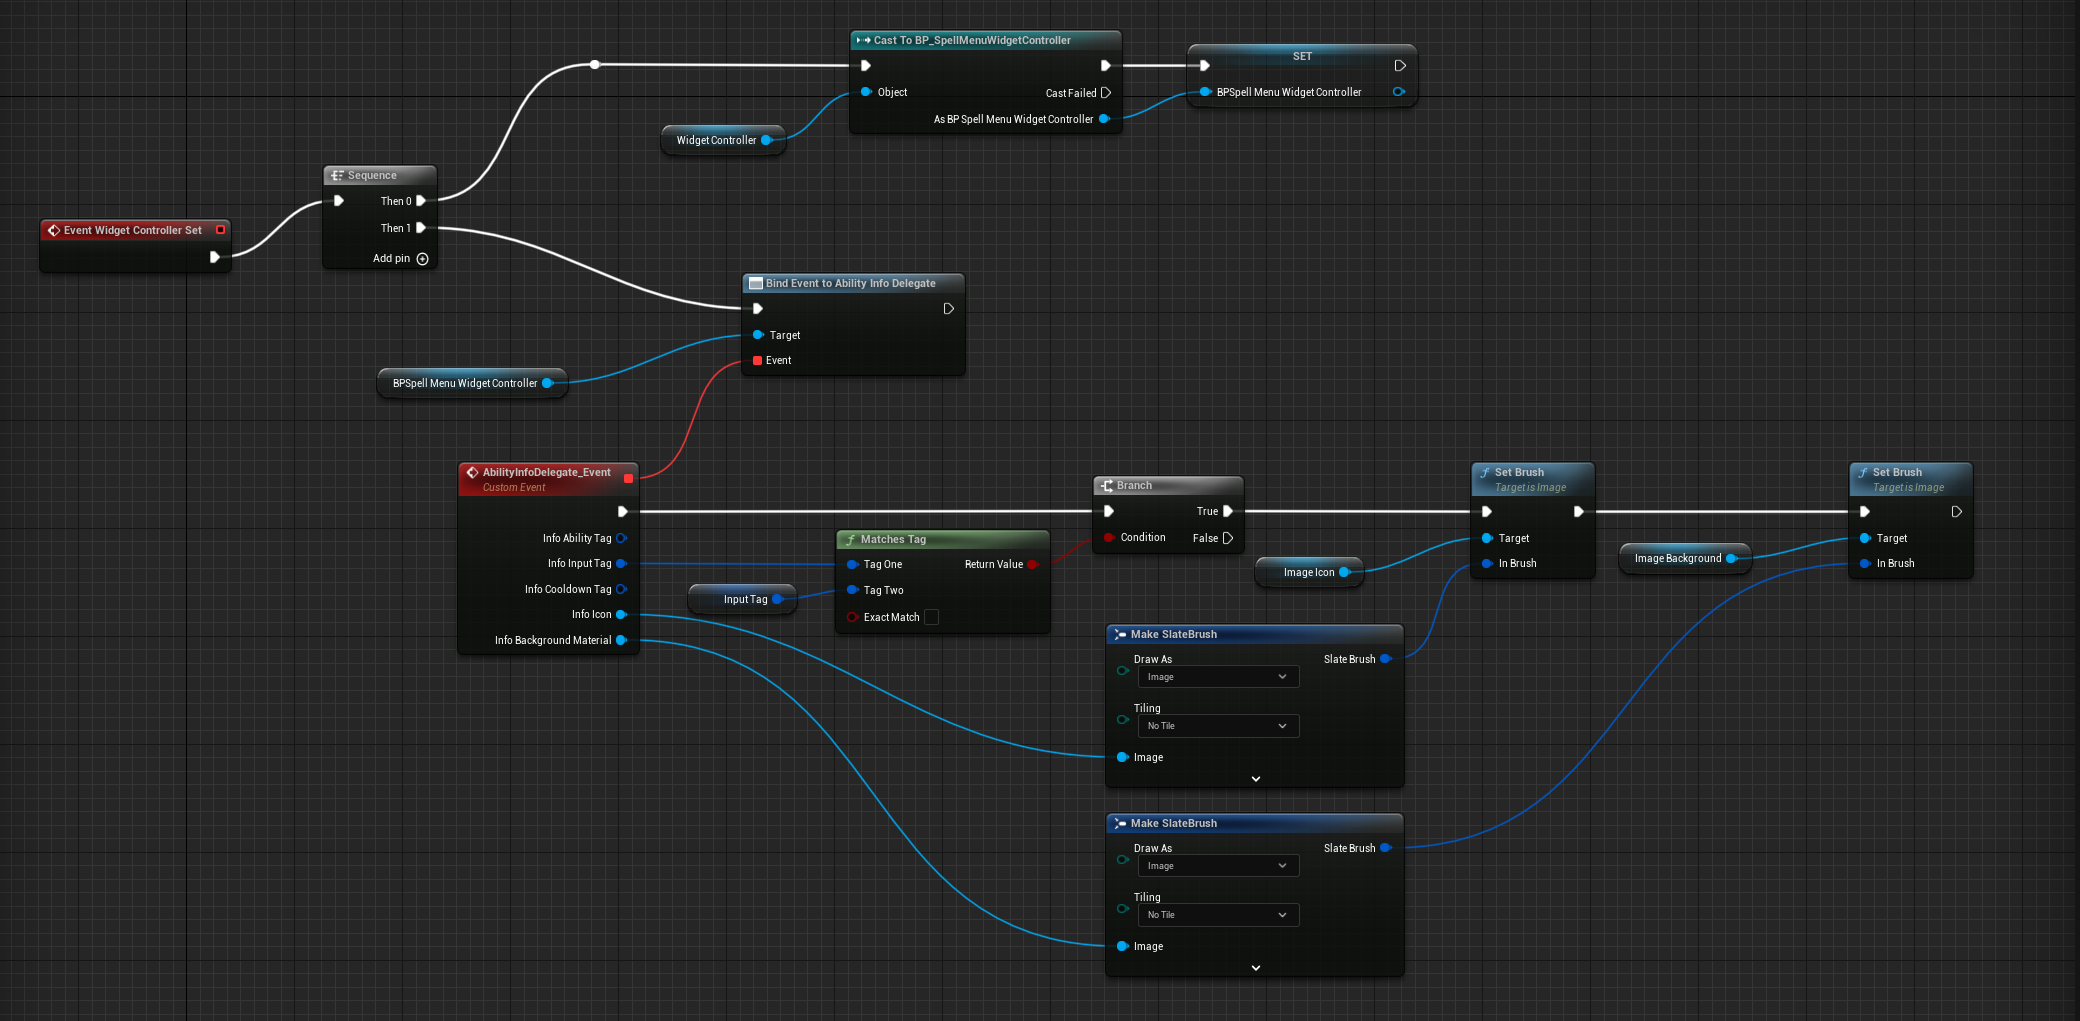 Cast To BP_SpellMenuWidgetController
Object
Cast Failed
As BP Spell Menu Widget Controller
SET
BPSpell Menu Widget Controller
Widget Controller
Sequence
Then 0
Then 1
Add pin
Event Widget Controller Set
Bind Event to Ability Info Delegate
Target
Event
BPSpell Menu Widget Controller
AbilityInfoDelegate_Event
Custom Event
Info Ability Tag
Info Input Tag
Info Cooldown Tag
Info Icon
Info Background Material
Input Tag
Matches Tag
Tag One
Return Value
Tag Two
Exact Match
Branch
True
Condition
False
Image Icon
Set Brush
Target is Image
Target
In Brush
Image Background
Set Brush
Target is Image
Target
In Brush
Make SlateBrush
Draw As
Slate Brush
Image
Tiling
No Tile
Image
Make SlateBrush
Draw As
Slate Brush
Image
Tiling
No Tile
Image